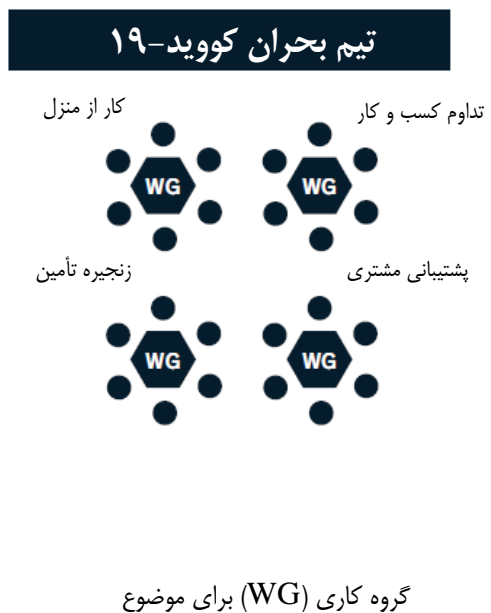 تیم بحران کووید-۱۹
تداوم کسب و کار
کار از منزل
WG
WG
پشتیبانی مشتری
زنجیره تأمین
WG
WG
گروه کاری (WG) برای موضوع